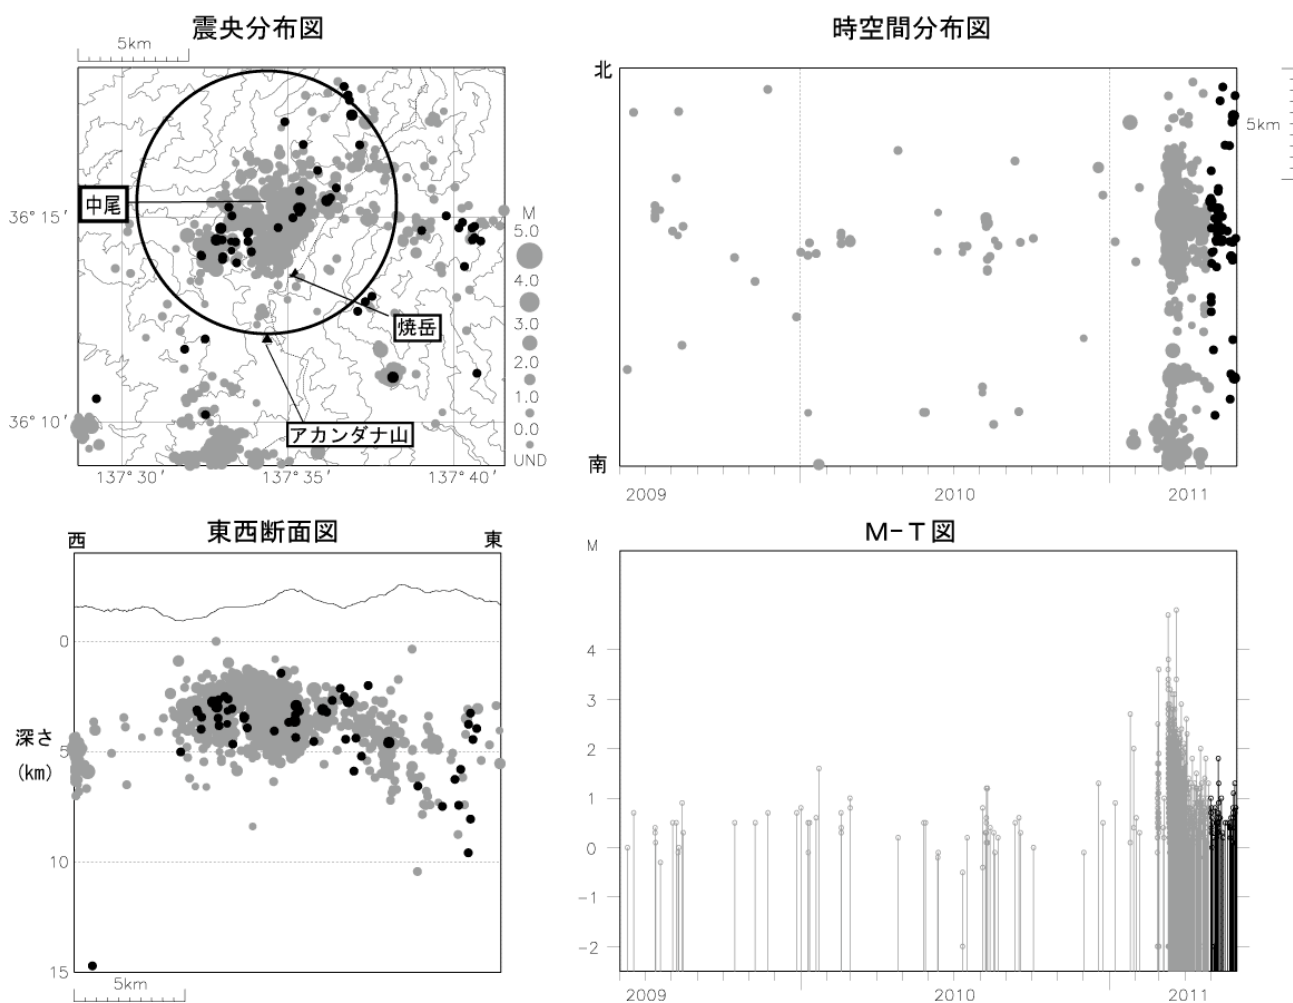 震央分布図
5km
中尾
36°15′
焼岳
アカンダナ山
36°10′
137°30′
137°35′
137°40′
M
5.0
4.0
3.0
2.0
1.0
0.0
UND
時空間分布図
北
5km
南
2009
2010
2011
東西断面図
西
東
0
深さ
(km)
5
10
15
5km
M-T図
M
4
3
2
1
0
-1
-2
2009
2010
2011